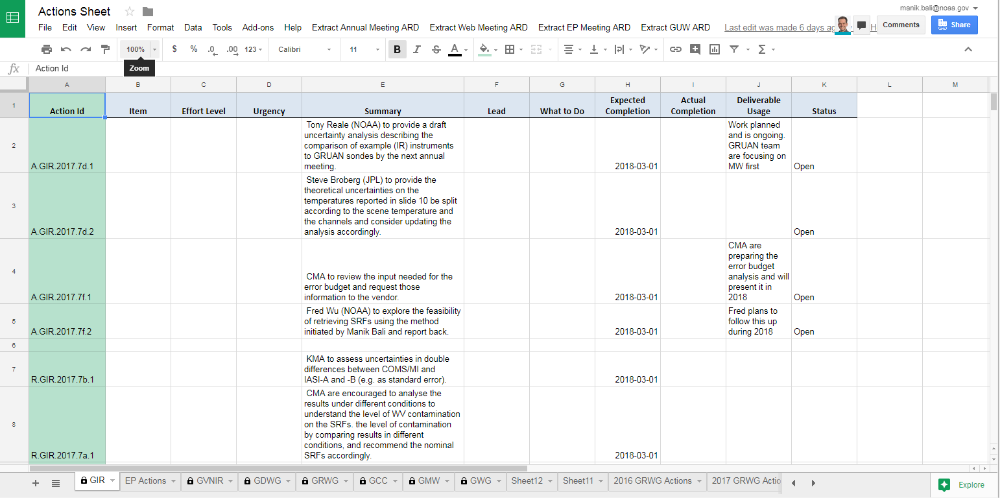 Actions Sheet
manik.bali@noaa.gov
File Edit View Insert Format Data Tools Add-ons Help Extract Annual Meeting ARD Extract Web Meeting ARD Extract EP Meeting ARD Extract GUW ARD Last edit was made 6 days ag H Comments Share
100% $ % .0 .00 123 Calibri 11 B I S A Σ
Zoom
fx Action Id
A B C D E F G H I J K L M
1
Action Id Item Effort Level Urgency Summary Lead What to Do Expected Completion Actual Completion Deliverable Usage Status
2
A.GIR.2017.7d.1
Tony Reale (NOAA) to provide a draft
uncertainty analysis describing the
comparison of example (IR) instruments
to GRUAN sondes by the next annual
meeting.
2018-03-01
Work planned
and is ongoing.
GRUAN team
are focusing on
MW first
Open
3
A.GIR.2017.7d.2
Steve Broberg (JPL) to provide the
theoretical uncertainties on the
temperatures reported in slide 10 be split
according to the scene temperature and
the channels and consider updating the
analysis accordingly.
2018-03-01
Open
4
A.GIR.2017.7f.1
CMA to review the input needed for the
error budget and request those
information to the vendor.
2018-03-01
CMA are
preparing the
error budget
analysis and will
present it in
2018
Open
5
A.GIR.2017.7f.2
Fred Wu (NOAA) to explore the feasibility
of retrieving SRFs using the method
initiated by Manik Bali and report back.
2018-03-01
Fred plans to
follow this up
during 2018
Open
6
7
R.GIR.2017.7b.1
KMA to assess uncertainties in double
differences between COMS/MI and
IASI-A and -B (e.g. as standard error).
2018-03-01
8
R.GIR.2017.7a.1
CMA are encouraged to analyse the
results under different conditions to
understand the level of WV contamination
on the SRFs. the level of contamination
by comparing results in different
conditions, and recommend the nominal
SRFs accordingly.
2018-03-01
GIR EP Actions GVNIR GDWG GRWG GCC GMW GWG Sheet12 Sheet11 2016 GRWG Actions 2017 GRWG Actio Explore